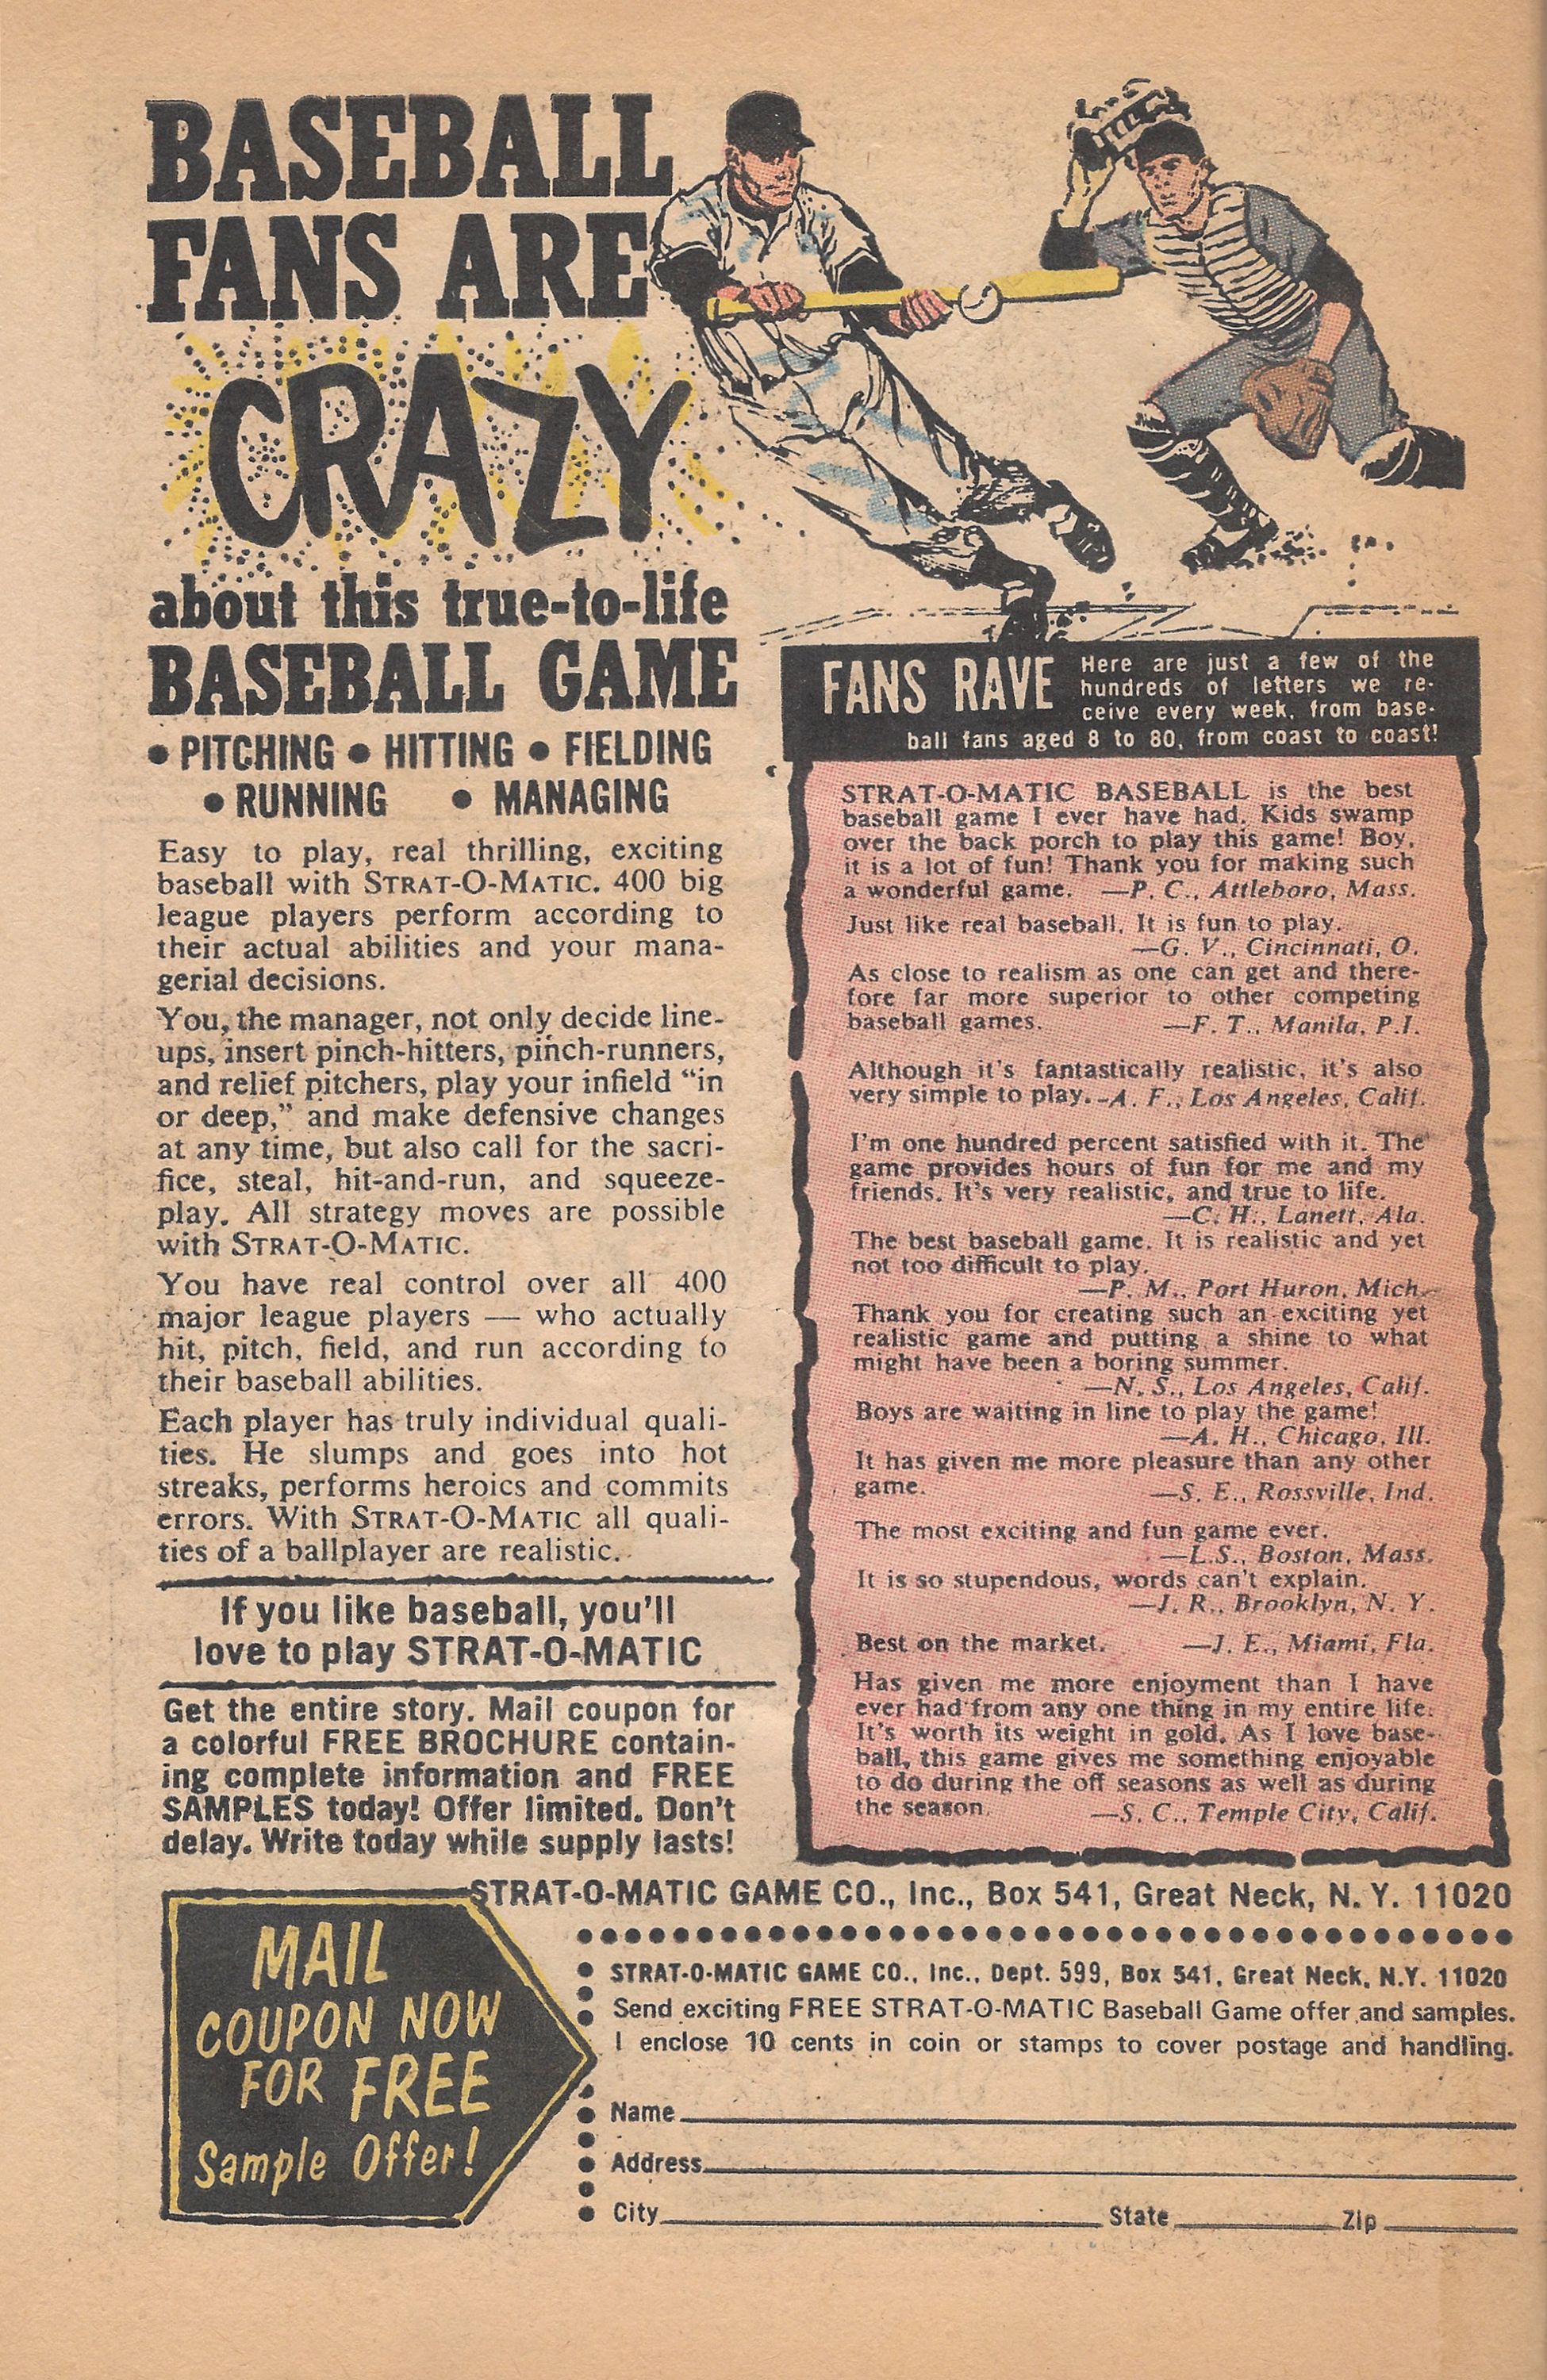 BASEBALL
FANS ARE
CRAZY
about this true-to-life
BASEBALL GAME
• PITCHING • HITTING • FIELDING
• RUNNING • MANAGING
Easy to play, real thrilling, exciting
baseball with STRAT-O-MATIC. 400 big
league players perform according to
their actual abilities and your mana-
gerial decisions.
You, the manager, not only decide line-
ups, insert pinch-hitters, pinch-runners,
and relief pitchers, play your infield “in
or deep,” and make defensive changes
at any time, but also call for the sacri-
fice, steal, hit-and-run, and squeeze-
play. All strategy moves are possible
with STRAT-O-MATIC.
You have real control over all 400
major league players — who actually
hit, pitch, field, and run according to
their baseball abilities.
Each player has truly individual quali-
ties. He slumps and goes into hot
streaks, performs heroics and commits
errors. With STRAT-O-MATIC all quali-
ties of a ballplayer are realistic.
If you like baseball, you'll
love to play STRAT-O-MATIC
Get the entire story. Mail coupon for
a colorful FREE BROCHURE contain-
ing complete information and FREE
SAMPLES today! Offer limited. Don't
delay. Write today while supply lasts!
FANS RAVE Here are just a few of the
hundreds of letters we re-
ceive every week, from base-
ball fans aged 8 to 80, from coast to coast!
STRAT-O-MATIC BASEBALL is the best
baseball game I ever have had. Kids swamp
over the back porch to play this game! Boy,
it is a lot of fun! Thank you for making such
a wonderful game. —P. C., Attleboro, Mass.
Just like real baseball. It is fun to play.
—G. V., Cincinnati, O.
As close to realism as one can get and there-
fore far more superior to other competing
baseball games. —F. T., Manila, P.I.
Although it's fantastically realistic, it's also
very simple to play. -A. F., Los Angeles, Calif.
I'm one hundred percent satisfied with it. The
game provides hours of fun for me and my
friends. It's very realistic, and true to life.
—C. H., Lanett, Ala.
The best baseball game. It is realistic and yet
not too difficult to play.
—P. M., Port Huron, Mich.
Thank you for creating such an exciting yet
realistic game and putting a shine to what
might have been a boring summer.
—N. S., Los Angeles, Calif.
Boys are waiting in line to play the game!
—A. H., Chicago, Ill.
It has given me more pleasure than any other
game. —S. E., Rossville, Ind.
The most exciting and fun game ever.
—L.S., Boston, Mass.
It is so stupendous, words can't explain.
—J. R., Brooklyn, N. Y.
Best on the market. —J. E., Miami, Fla.
Has given me more enjoyment than I have
ever had from any one thing in my entire life.
It's worth its weight in gold. As I love base-
ball, this game gives me something enjoyable
to do during the off seasons as well as during
the season. —S. C., Temple City, Calif.
STRAT-O-MATIC GAME CO., Inc., Box 541, Great Neck, N. Y. 11020
MAIL
COUPON NOW
FOR FREE
Sample Offer!
STRAT-O-MATIC GAME CO., Inc., Dept. 599, Box 541, Great Neck, N.Y. 11020
Send exciting FREE STRAT-O-MATIC Baseball Game offer and samples.
I enclose 10 cents in coin or stamps to cover postage and handling.
Name
Address
City State Zip